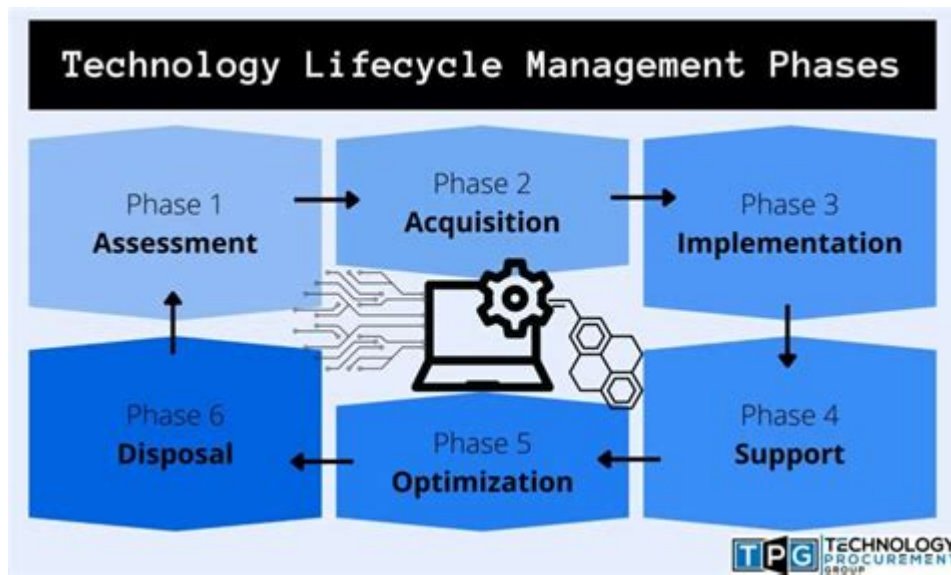 Technology Lifecycle Management Phases
Phase 1
Assessment
Phase 2
Acquisition
Phase 3
Implementation
Phase 6
Disposal
Phase 5
Optimization
Phase 4
Support
TPG
TECHNOLOGY
PROCUREMENT
GROUP